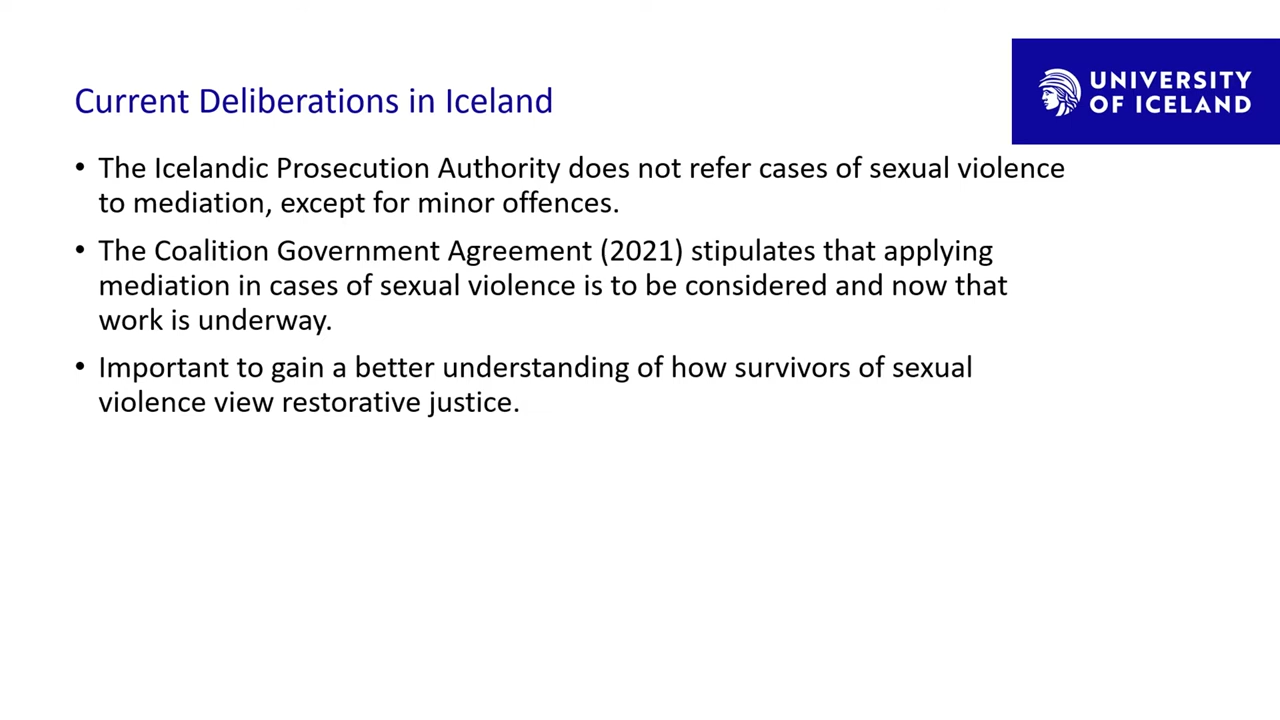 UNIVERSITY
OF ICELAND
Current Deliberations in Iceland
• The Icelandic Prosecution Authority does not refer cases of sexual violence
to mediation, except for minor offences.
• The Coalition Government Agreement (2021) stipulates that applying
mediation in cases of sexual violence is to be considered and now that
work is underway.
• Important to gain a better understanding of how survivors of sexual
violence view restorative justice.